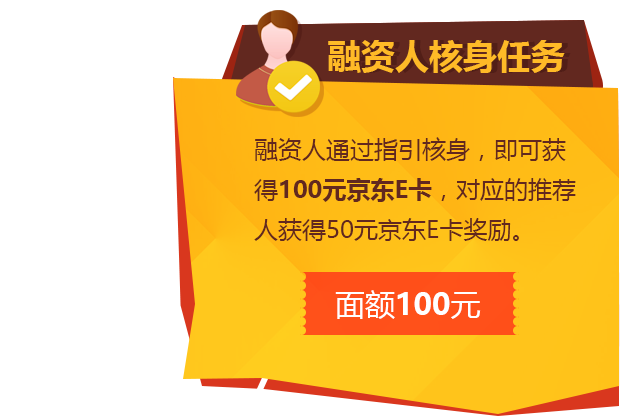 融资人核身任务
融资人通过指引核身，即可获
得100元京东E卡，对应的推荐
人获得50元京东E卡奖励。
面额100元